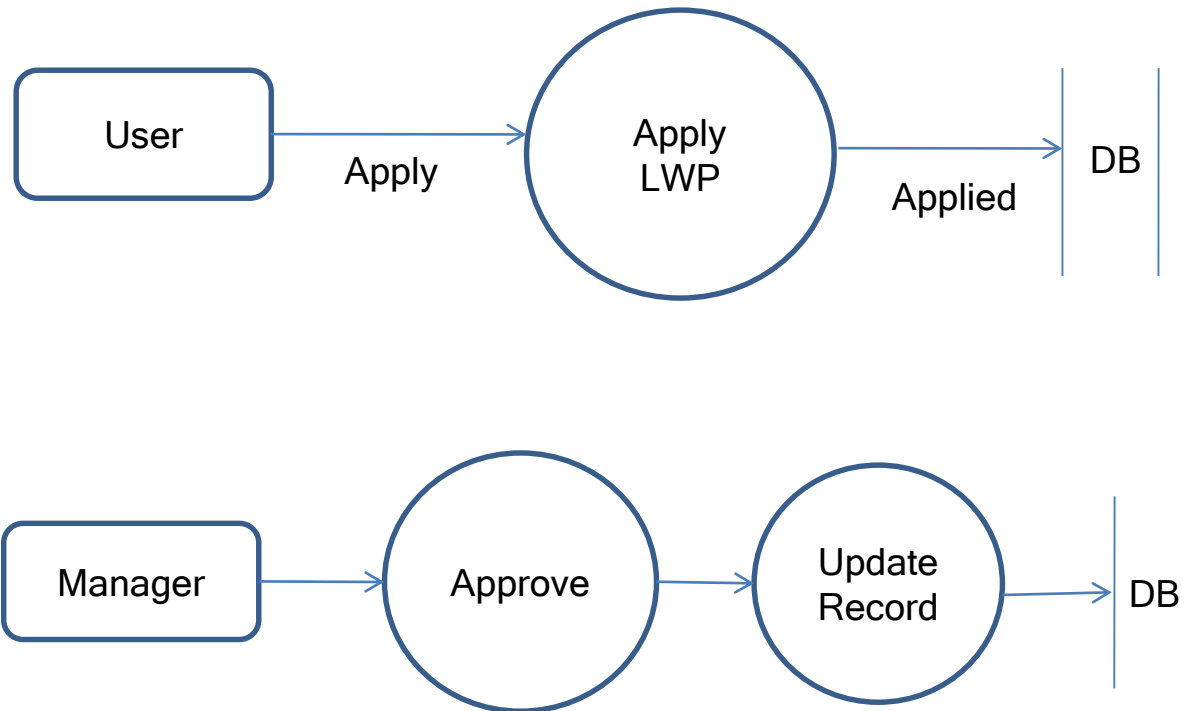 User
Apply
Apply
LWP
Applied
DB
Manager
Approve
Update
Record
DB